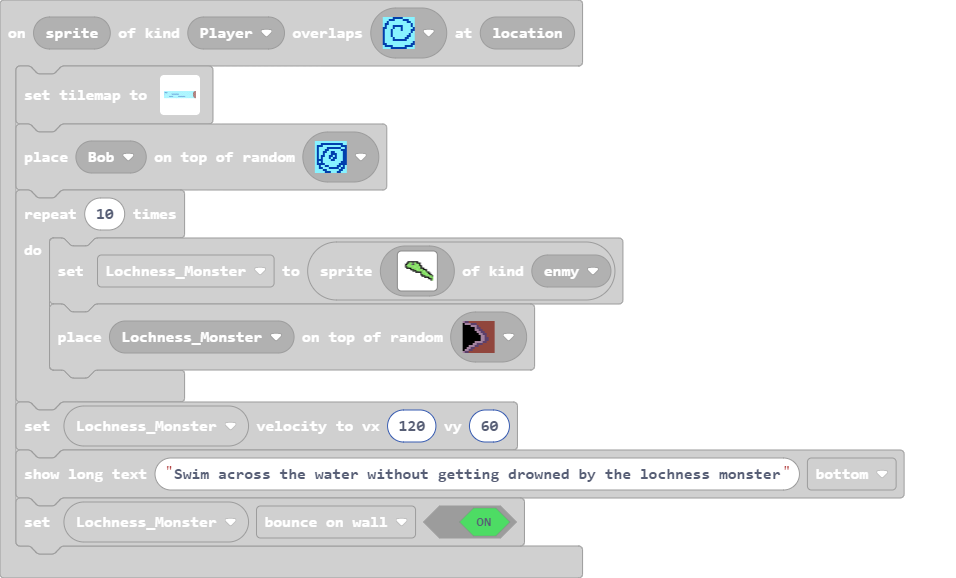 on sprite of kind Player overlaps at location
set tilemap to
place Bob on top of random
repeat 10 times
do
set Lochness_Monster to sprite of kind enmy
place Lochness_Monster on top of random
set Lochness_Monster velocity to vx 120 vy 60
show long text "Swim across the water without getting drowned by the lochness monster" bottom
set Lochness_Monster bounce on wall ON